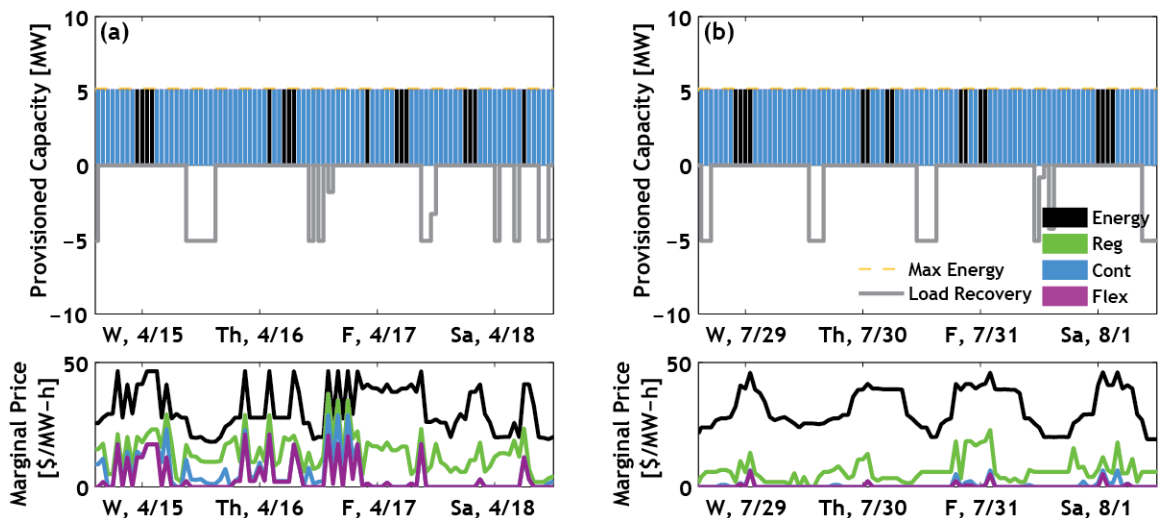 (a)
Provisioned Capacity [MW]
10
5
0
−5
−10
W, 4/15 Th, 4/16 F, 4/17 Sa, 4/18
Max Energy
Load Recovery
(b)
Provisioned Capacity [MW]
10
5
0
−5
−10
Energy
Reg
Cont
Flex
W, 7/29 Th, 7/30 F, 7/31 Sa, 8/1
Marginal Price
[$/MW−h]
50
0
W, 4/15 Th, 4/16 F, 4/17 Sa, 4/18
Marginal Price
[$/MW−h]
50
0
W, 7/29 Th, 7/30 F, 7/31 Sa, 8/1